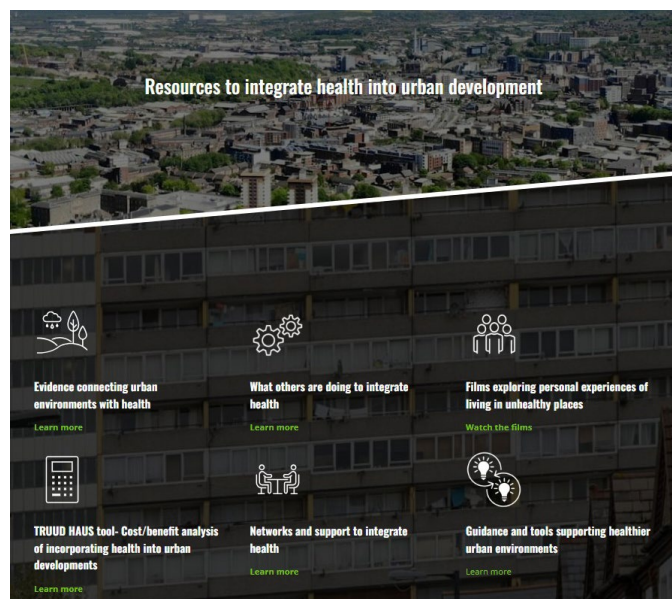 Resources to integrate health into urban development
Evidence connecting urban
environments with health
Learn more
What others are doing to integrate
health
Learn more
Films exploring personal experiences of
living in unhealthy places
Watch the films
TRUUD HAUS tool- Cost/benefit analysis
of incorporating health into urban
developments
Learn more
Networks and support to integrate
health
Learn more
Guidance and tools supporting healthier
urban environments
Learn more